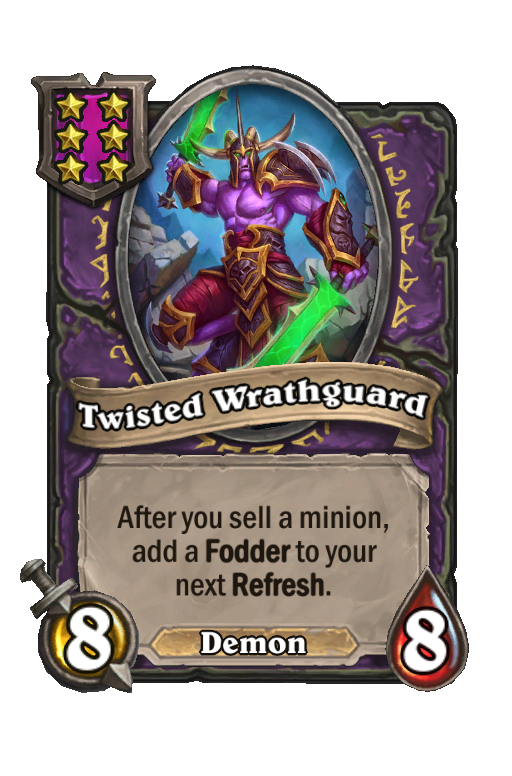 Twisted Wrathguard
After you sell a minion,
add a Fodder to your
next Refresh.
8
Demon
8